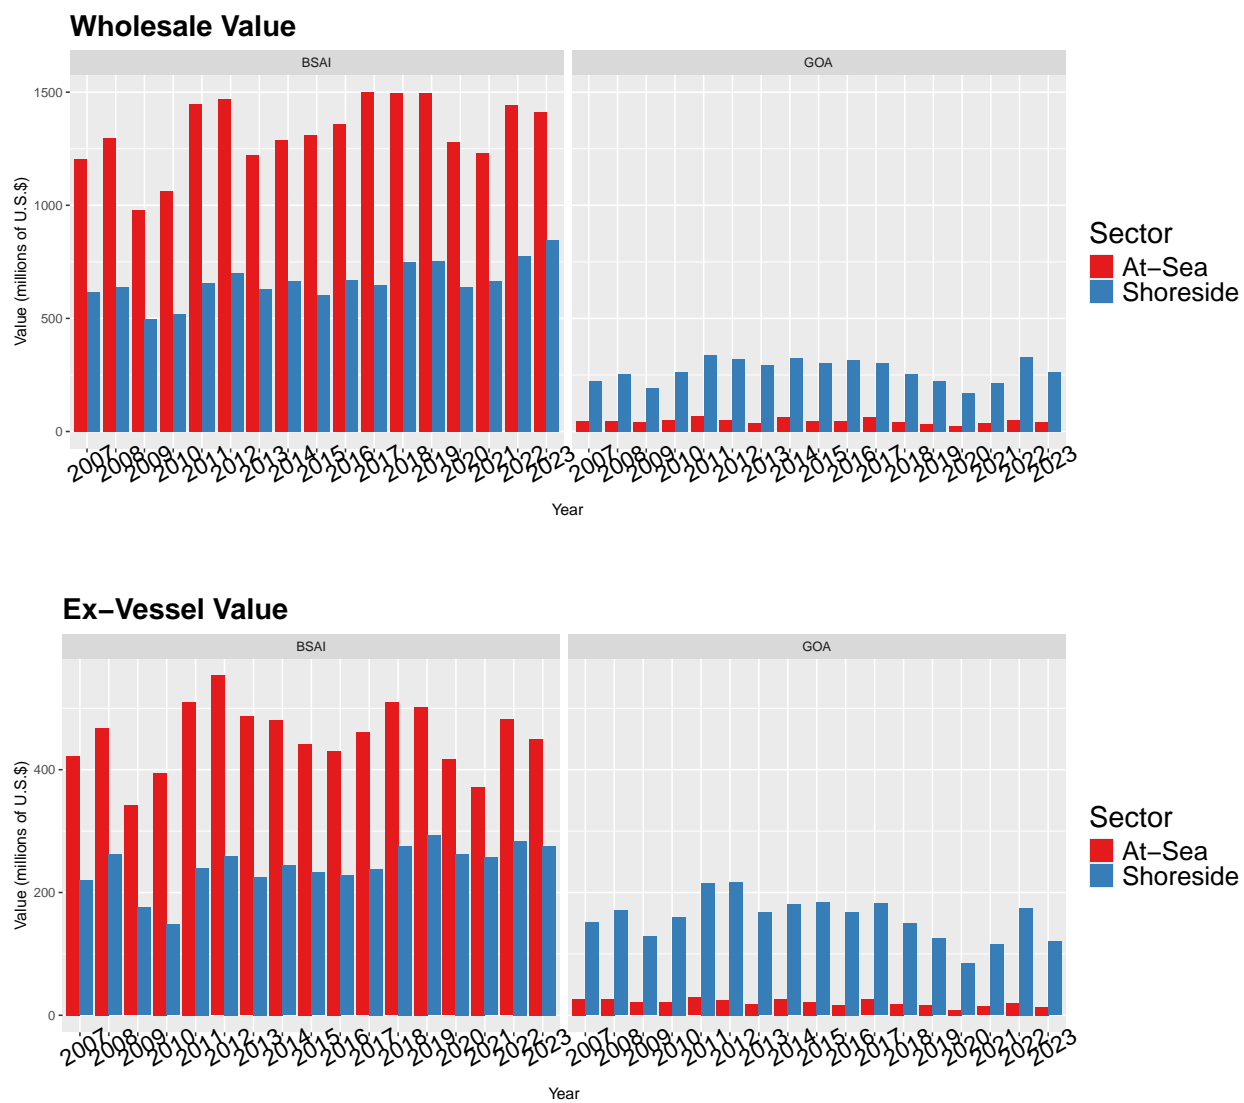 Wholesale Value
BSAI GOA
1500
1000
500
0
Value (millions of U.S.$)
2007 2008 2009 2010 2011 2012 2013 2014 2015 2016 2017 2018 2019 2020 2021 2022 2023 2007 2008 2009 2010 2011 2012 2013 2014 2015 2016 2017 2018 2019 2020 2021 2022 2023
Year
Sector
At−Sea
Shoreside
Ex−Vessel Value
BSAI GOA
400
200
0
Value (millions of U.S.$)
2007 2008 2009 2010 2011 2012 2013 2014 2015 2016 2017 2018 2019 2020 2021 2022 2023 2007 2008 2009 2010 2011 2012 2013 2014 2015 2016 2017 2018 2019 2020 2021 2022 2023
Year
Sector
At−Sea
Shoreside